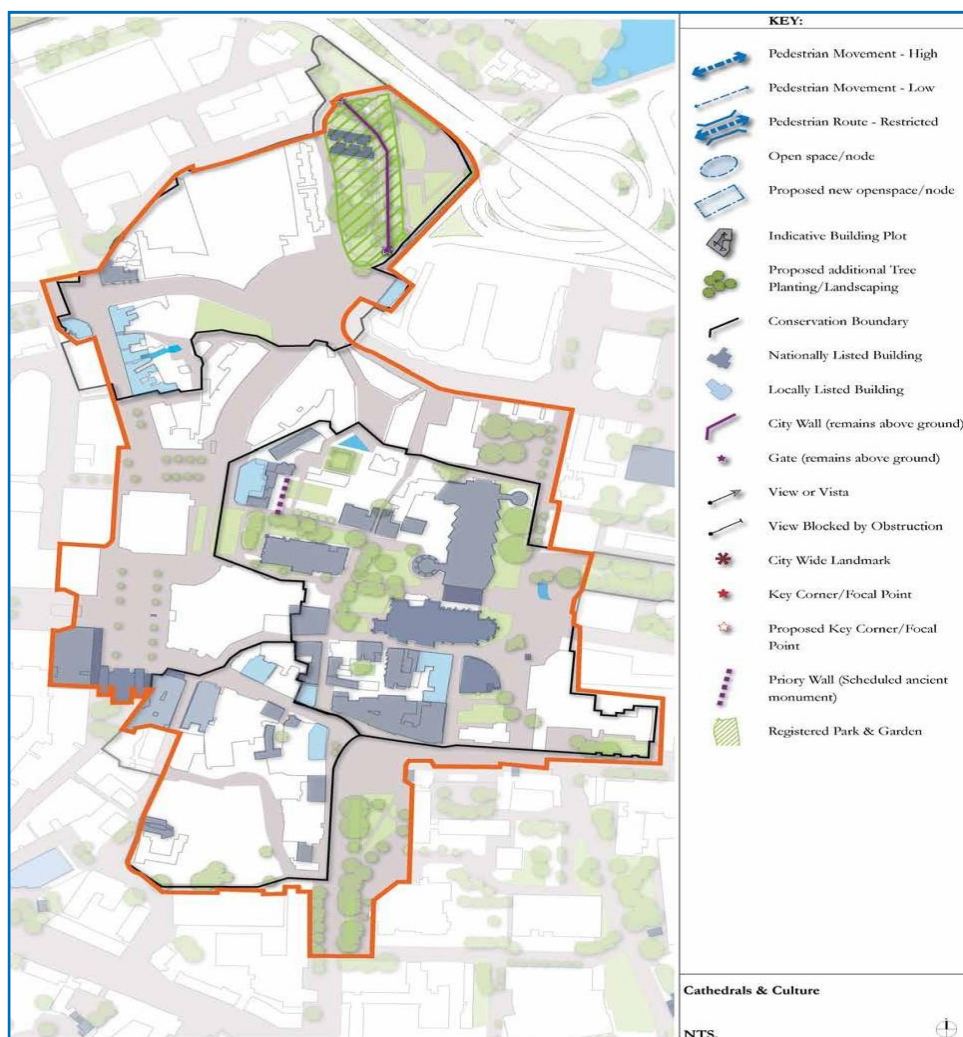 KEY:
Pedestrian Movement - High
Pedestrian Movement - Low
Pedestrian Route - Restricted
Open space/node
Proposed new openspace/node
Indicative Building Plot
Proposed additional Tree
Planting/Landscaping
Conservation Boundary
Nationally Listed Building
Locally Listed Building
City Wall (remains above ground)
Gate (remains above ground)
View or Vista
View Blocked by Obstruction
City Wide Landmark
Key Corner/Focal Point
Proposed Key Corner/Focal
Point
Priory Wall (Scheduled ancient
monument)
Registered Park & Garden
Cathedrals & Culture
NTS.